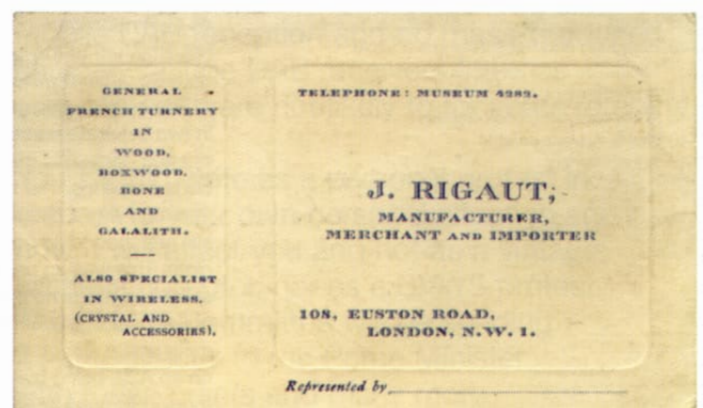 GENERAL
FRENCH TURNERY
IN
WOOD,
BOXWOOD,
BONE
AND
GALALITH.
ALSO SPECIALIST
IN WIRELESS.
(CRYSTAL AND
ACCESSORIES).
TELEPHONE: MUSEUM 4282.
J. RIGAUT,
MANUFACTURER,
MERCHANT AND IMPORTER
108, EUSTON ROAD,
LONDON, N.W. 1.
Represented by